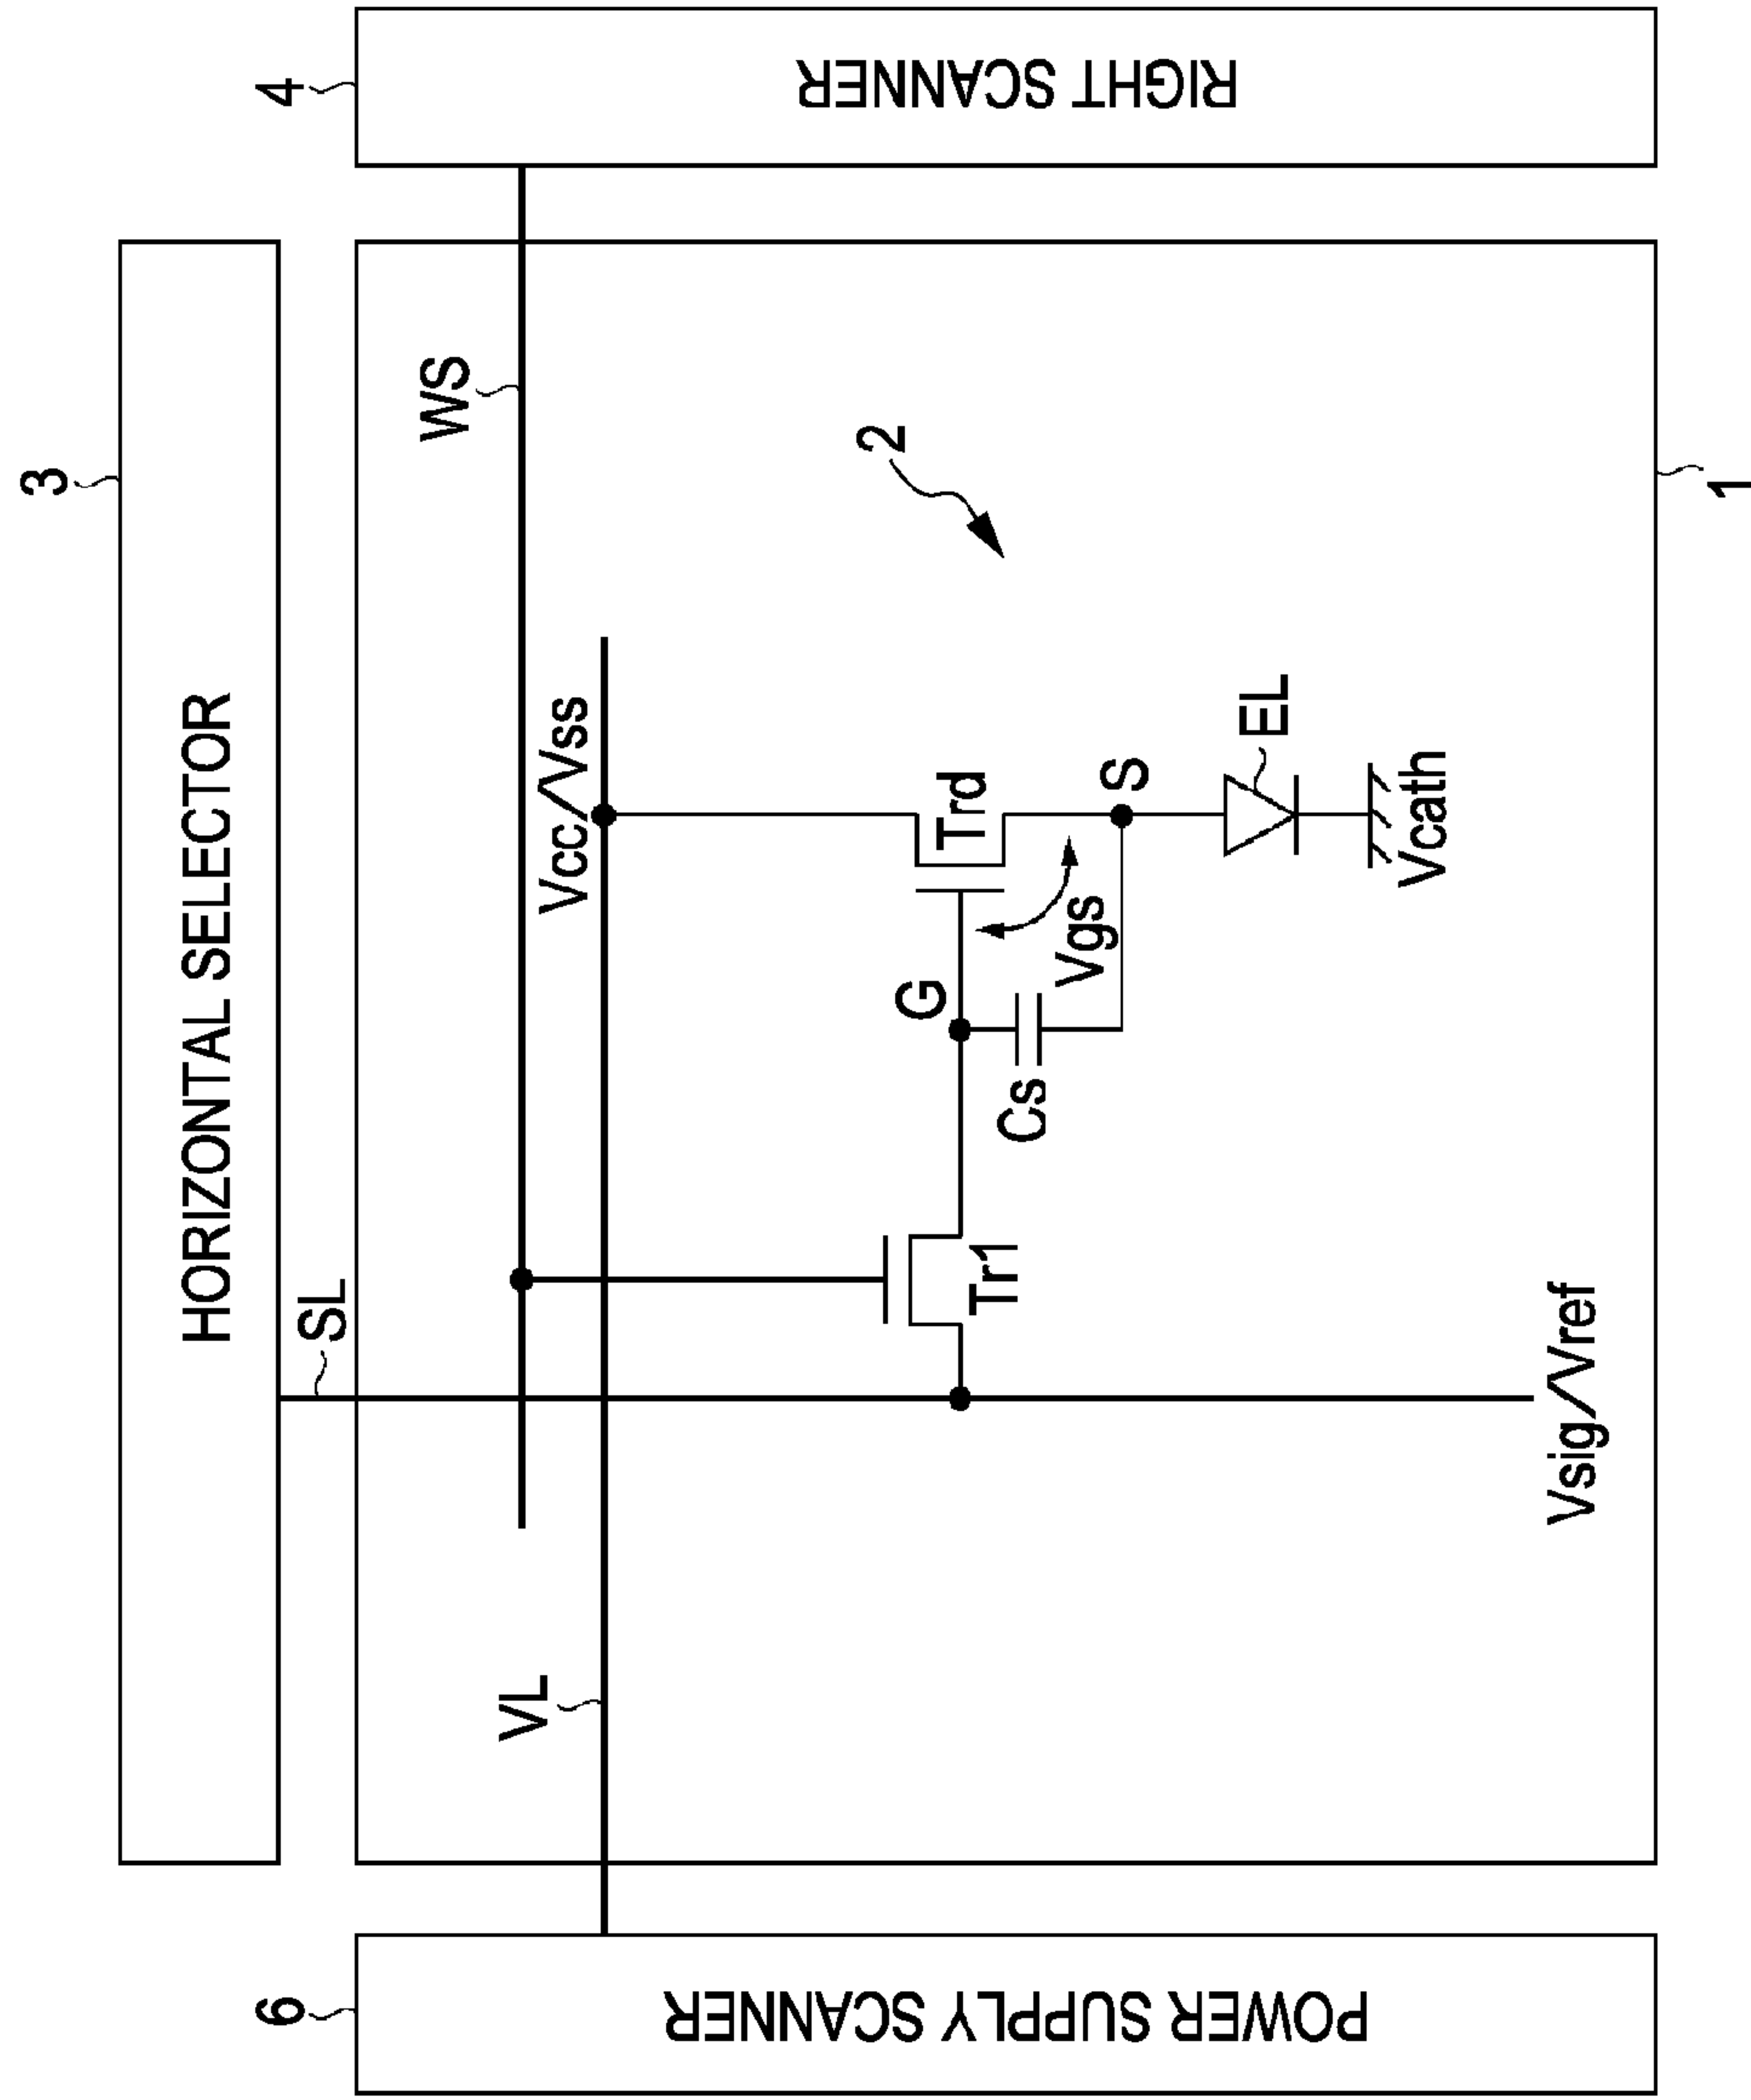 3
HORIZONTAL SELECTOR
6
SL
4
VL
WS
Vcc/Vss
POWER SUPPLY SCANNER
RIGHT SCANNER
2
G
Trd
Tr1
Cs
Vgs
S
EL
Vcath
Vsig/Vref
1